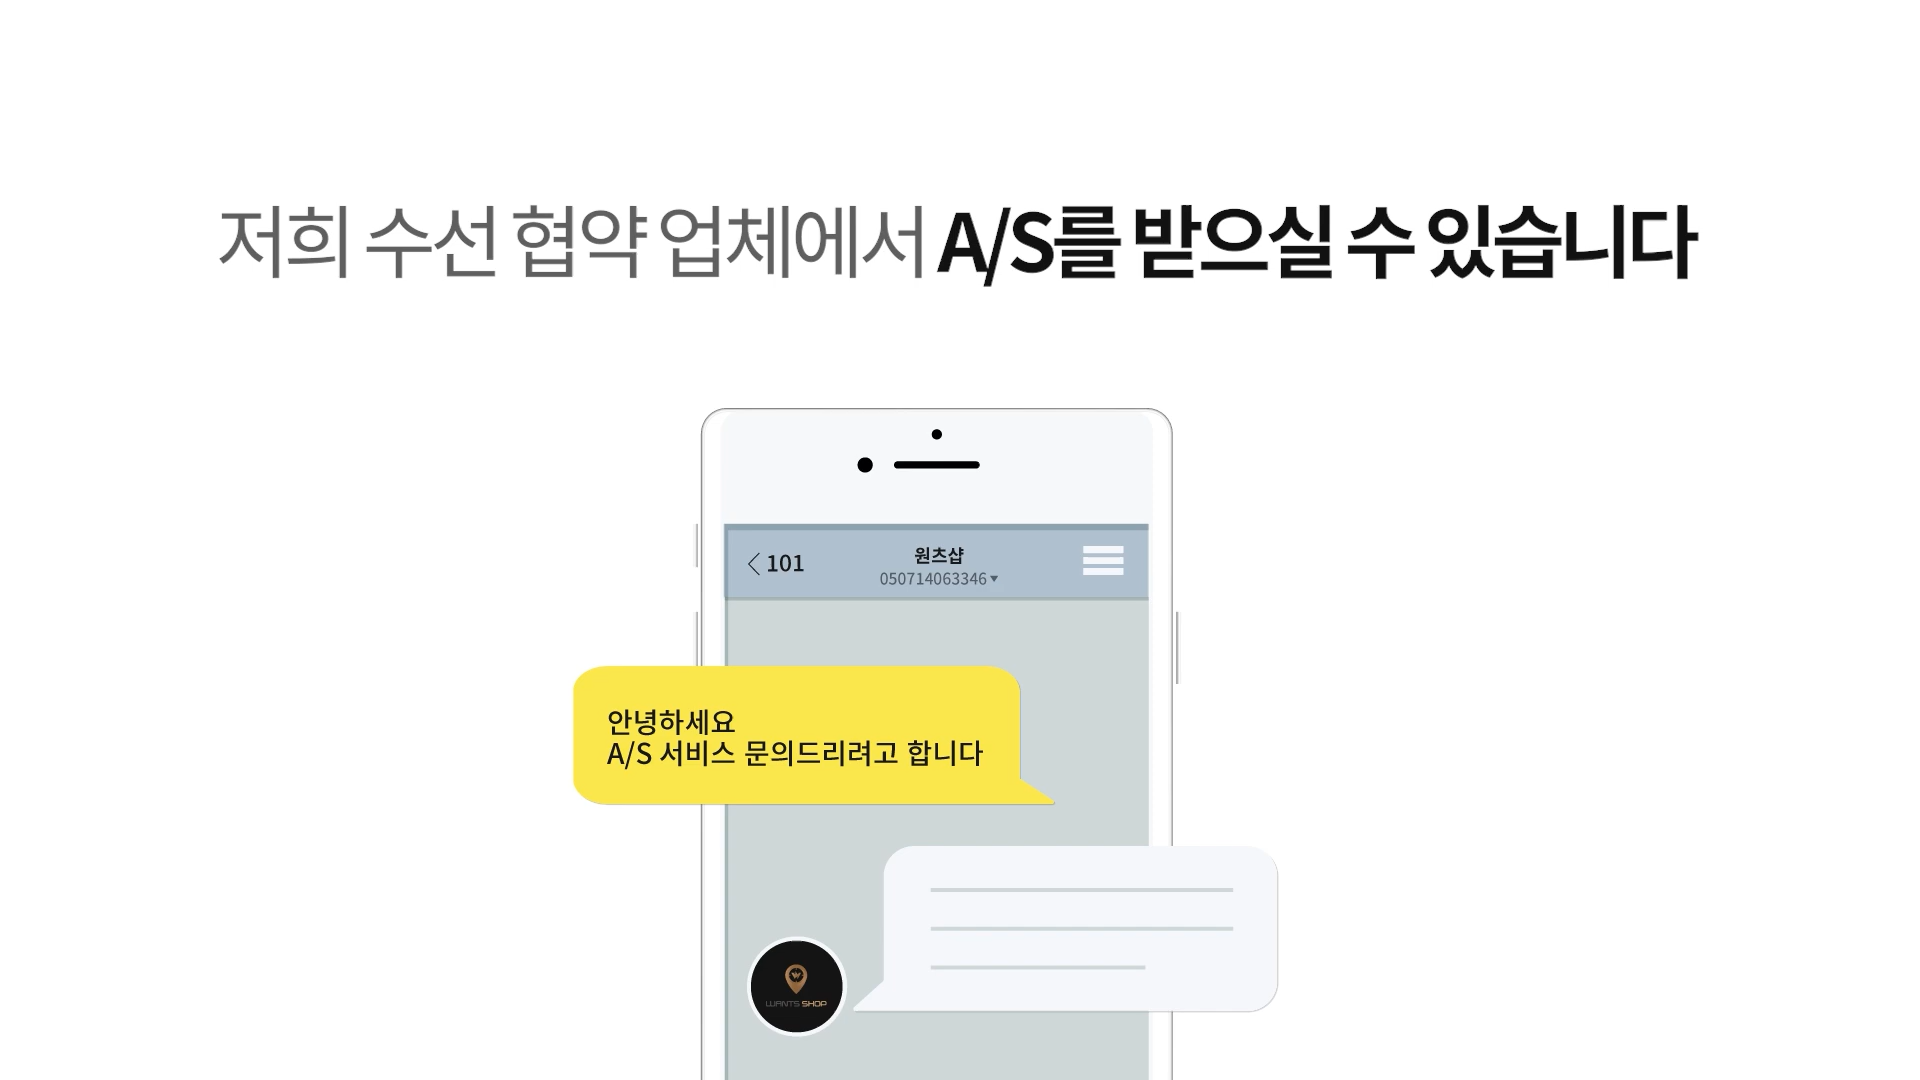 저희 수선 협약 업체에서 A/S를 받으실 수 있습니다
101
원츠샵
050714063346
안녕하세요
A/S 서비스 문의드리려고 합니다
WANTS SHOP